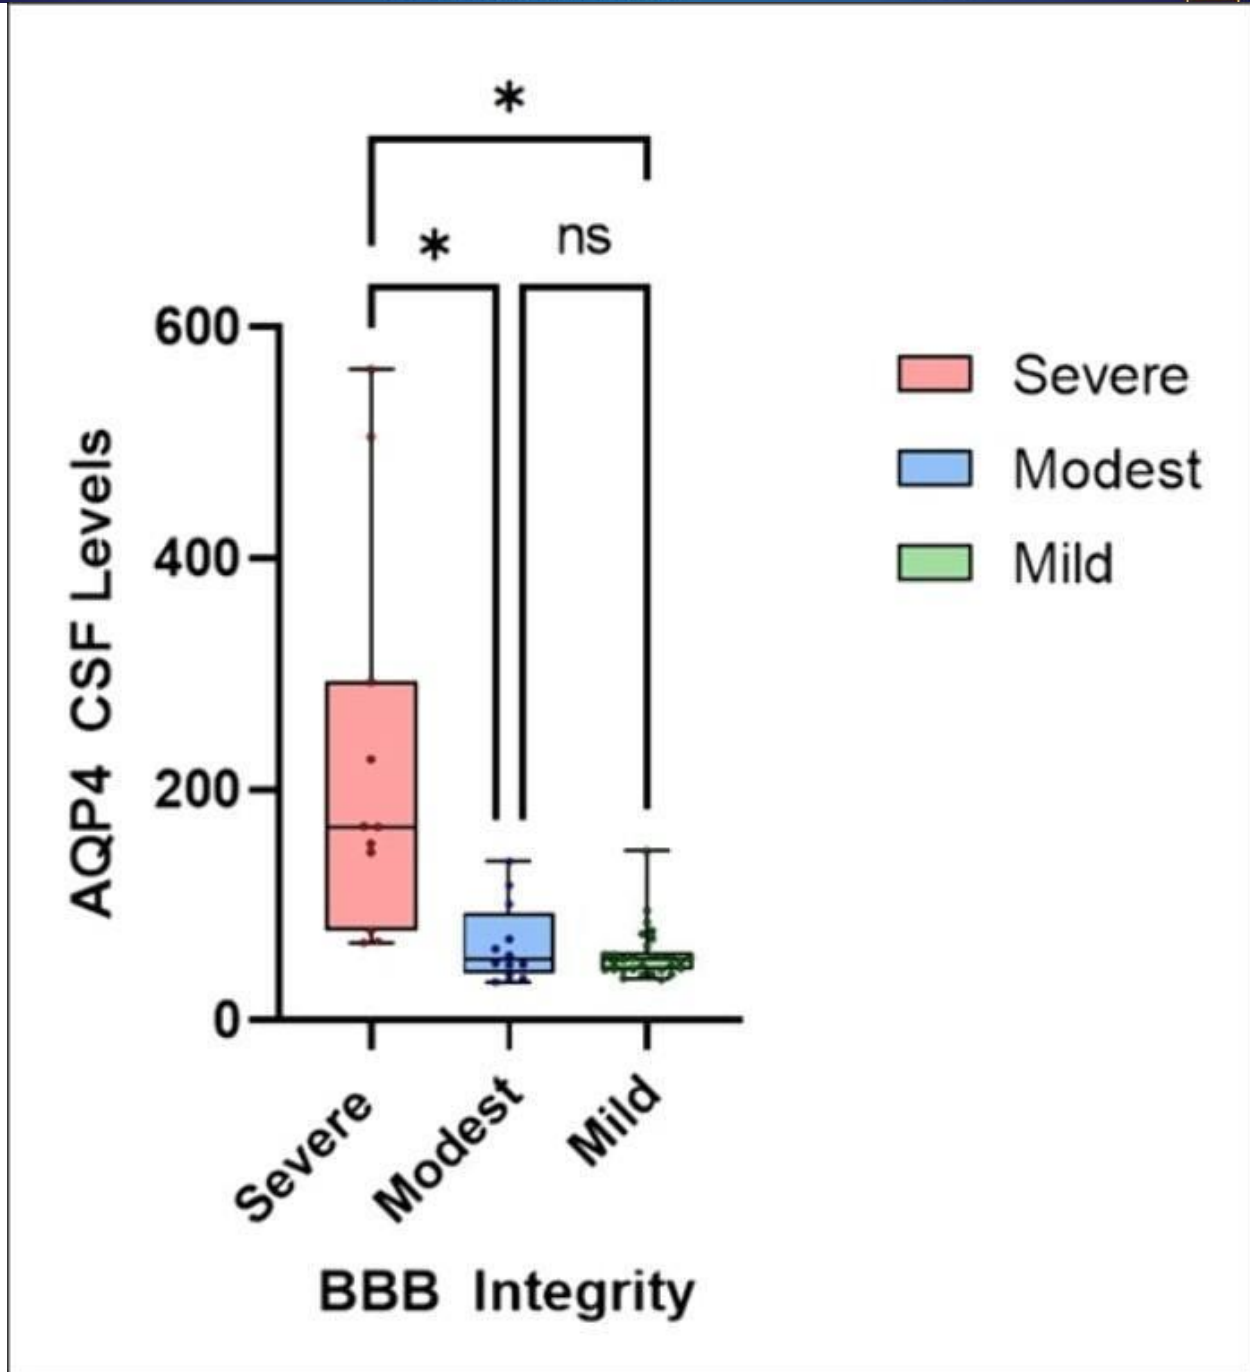 *
* ns
600
400
200
0
AQP4 CSF Levels
Severe
Modest
Mild
Severe
Modest
Mild
BBB Integrity